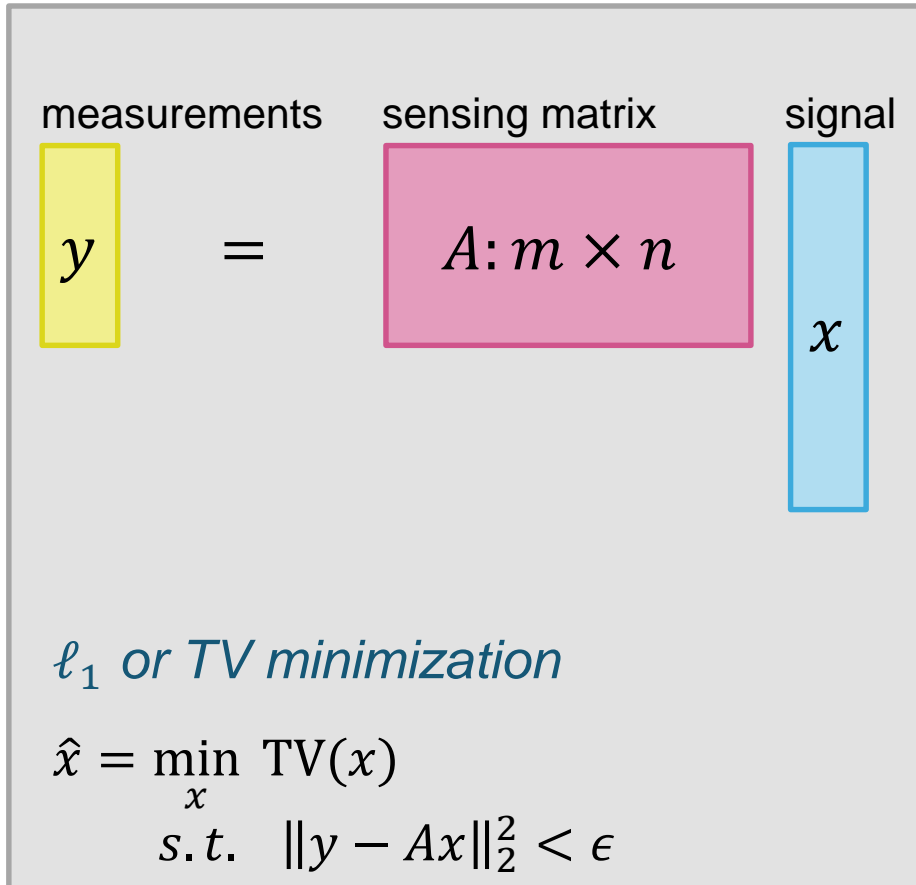 measurements sensing matrix signal
y = A: m × n
x
ℓ₁ or TV minimization
x̂ = min TV(x)
x
s.t. ‖y − Ax‖₂² < ϵ